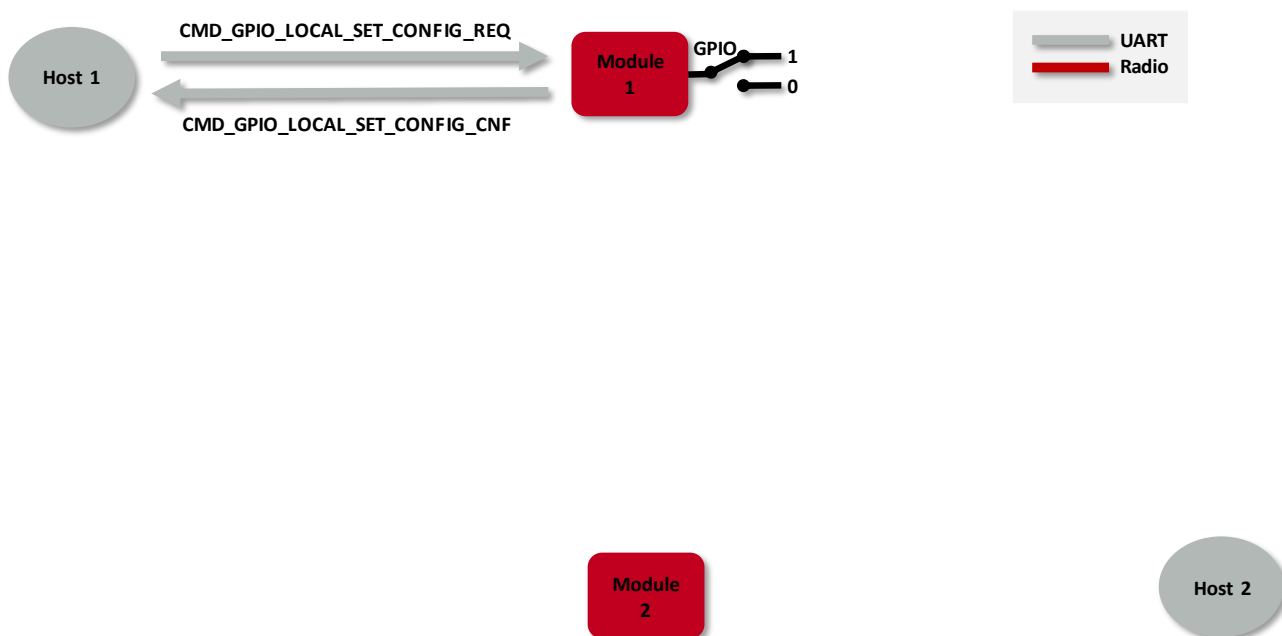 CMD_GPIO_LOCAL_SET_CONFIG_REQ
Host 1
Module
1
GPIO
1
0
CMD_GPIO_LOCAL_SET_CONFIG_CNF
UART
Radio
Module
2
Host 2